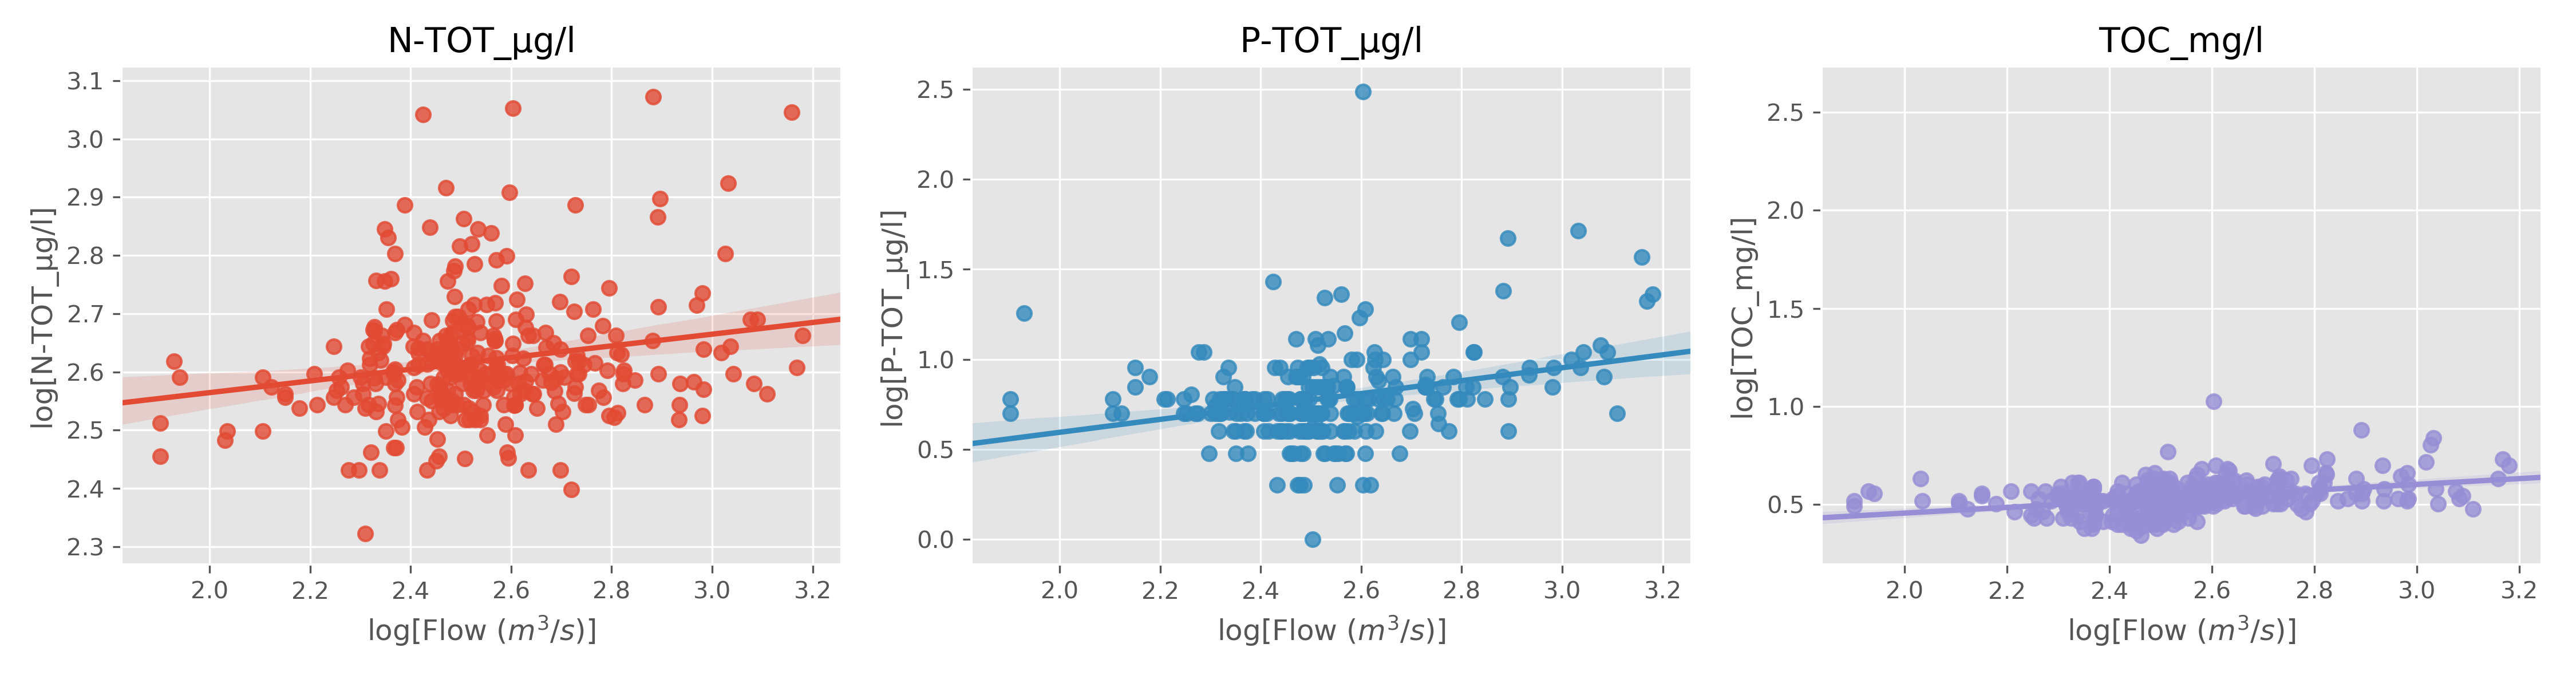 N-TOT_µg/l
P-TOT_µg/l
TOC_mg/l
log[N-TOT_µg/l]
3.1
3.0
2.9
2.8
2.7
2.6
2.5
2.4
2.3
2.0 2.2 2.4 2.6 2.8 3.0 3.2
log[Flow (m³/s)]
log[P-TOT_µg/l]
2.5
2.0
1.5
1.0
0.5
0.0
2.0 2.2 2.4 2.6 2.8 3.0 3.2
log[Flow (m³/s)]
log[TOC_mg/l]
2.5
2.0
1.5
1.0
0.5
2.0 2.2 2.4 2.6 2.8 3.0 3.2
log[Flow (m³/s)]